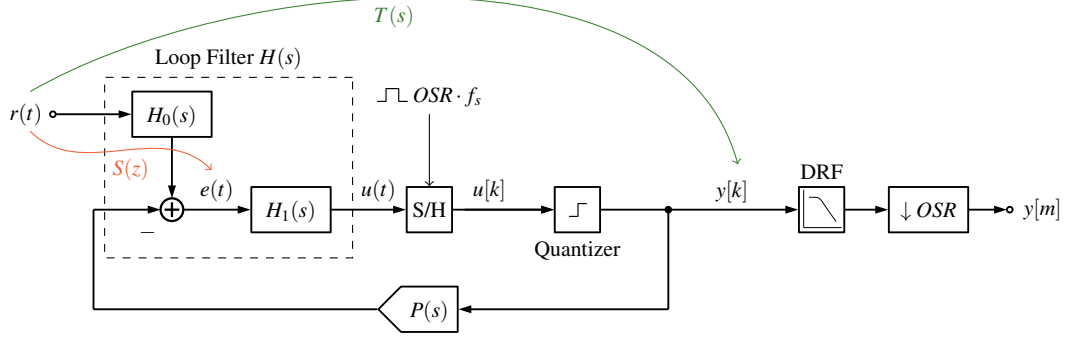 T(s)
Loop Filter H(s)
OSR · fₛ
r(t)
H₀(s)
S(z)
DRF
e(t)
u(t)
u[k]
y[k]
H₁(s)
S/H
↓ OSR
y[m]
−
Quantizer
P(s)